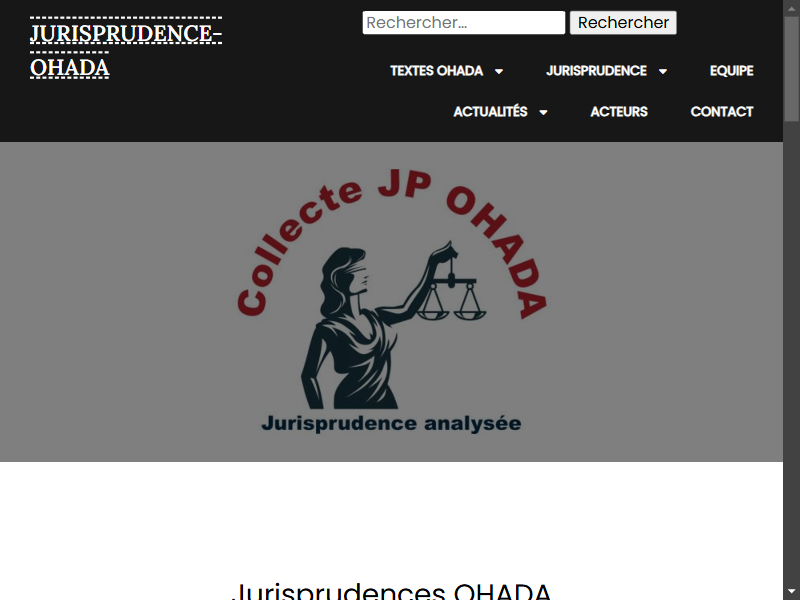 JURISPRUDENCE-
OHADA
Rechercher…
Rechercher
TEXTES OHADA
JURISPRUDENCE
EQUIPE
ACTUALITÉS
ACTEURS
CONTACT
Collecte JP OHADA
Jurisprudence analysée
Jurisprudences OHADA